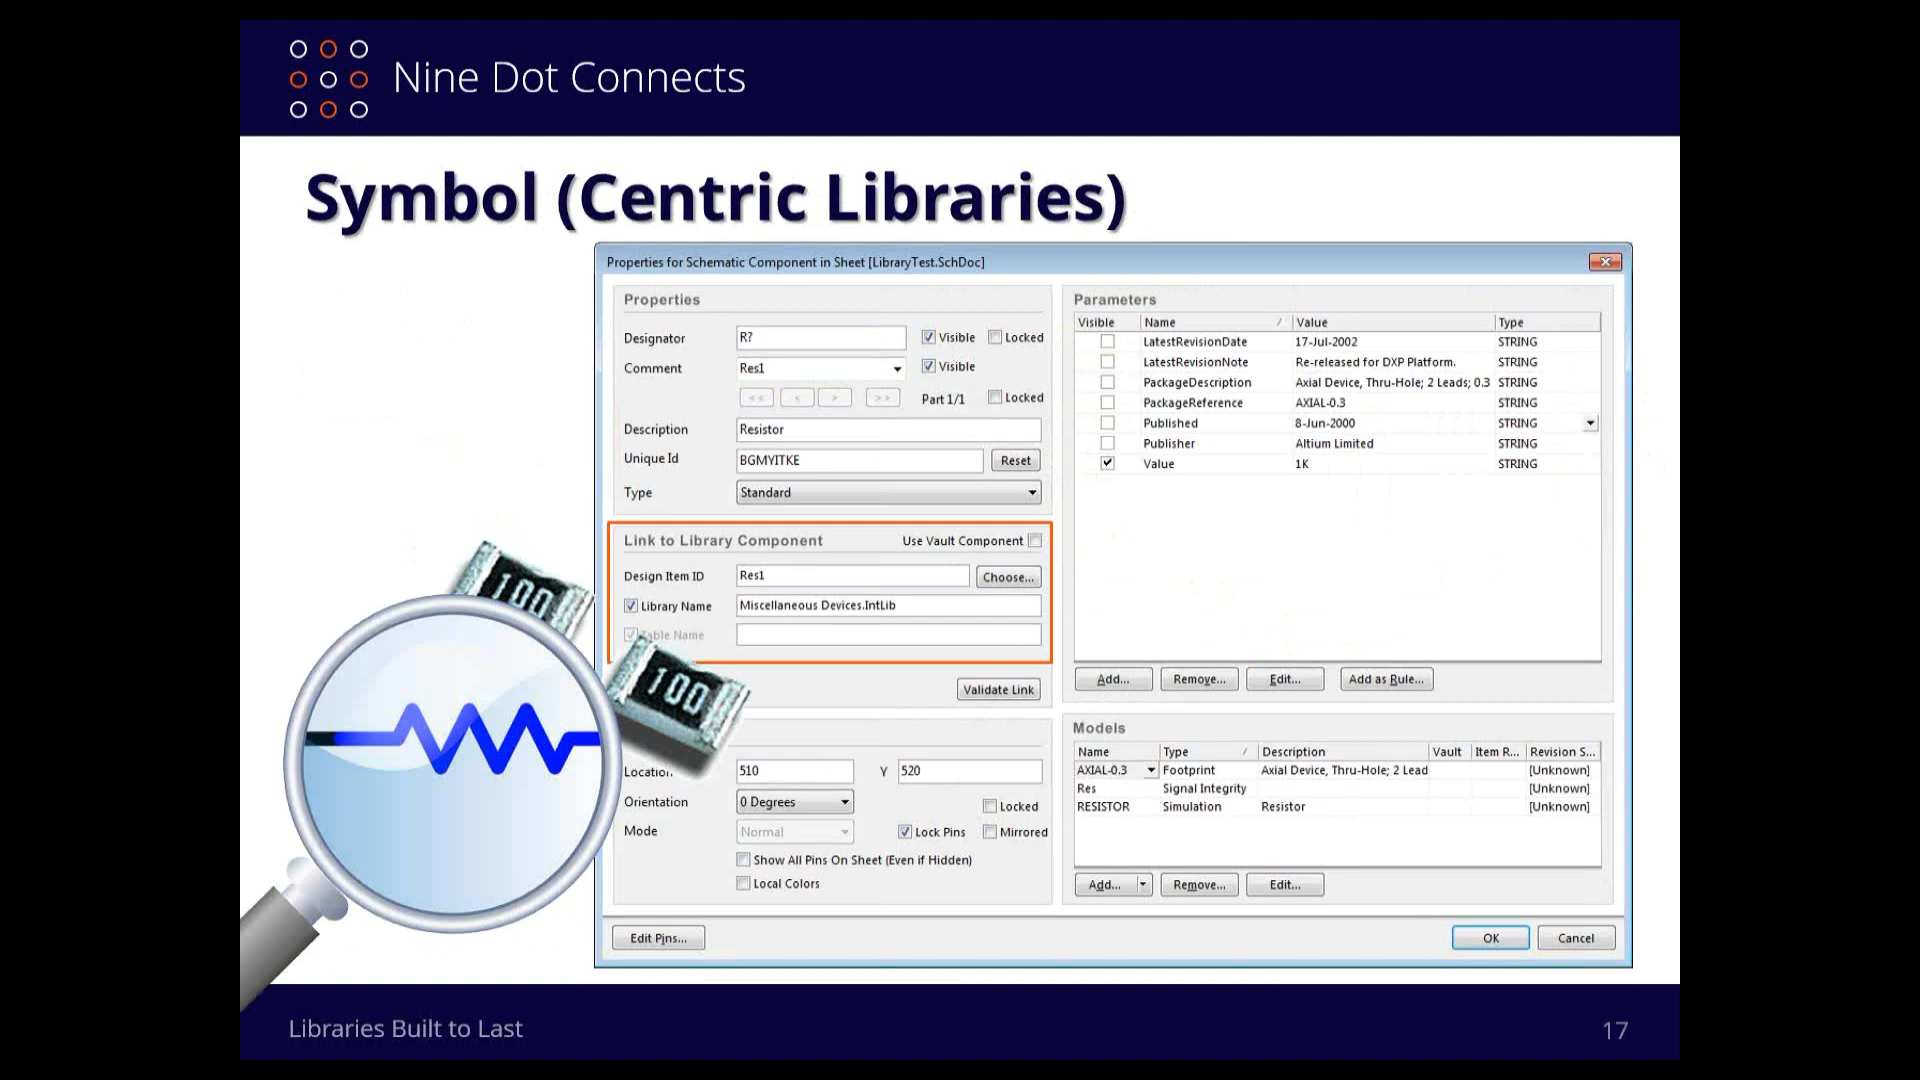 Nine Dot Connects
Symbol (Centric Libraries)
Properties for Schematic Component in Sheet [LibraryTest.SchDoc]
Properties
Designator R? Visible Locked
Comment Res1 Visible
<< < > >> Part 1/1 Locked
Description Resistor
Unique Id BGMYITKE Reset
Type Standard
Link to Library Component Use Vault Component
Design Item ID Res1 Choose...
Library Name Miscellaneous Devices.IntLib
Name
Validate Link
100
100
Location 510 Y 520
Orientation 0 Degrees Locked
Mode Normal Lock Pins Mirrored
Show All Pins On Sheet (Even if Hidden)
Local Colors
Edit Pins...
Parameters
Visible Name / Value Type
LatestRevisionDate 17-Jul-2002 STRING
LatestRevisionNote Re-released for DXP Platform. STRING
PackageDescription Axial Device, Thru-Hole; 2 Leads; 0.3 STRING
PackageReference AXIAL-0.3 STRING
Published 8-Jun-2000 STRING
Publisher Altium Limited STRING
Value 1K STRING
Add... Remove... Edit... Add as Rule...
Models
Name Type / Description Vault Item R... Revision S...
AXIAL-0.3 Footprint Axial Device, Thru-Hole; 2 Lead [Unknown]
Res Signal Integrity [Unknown]
RESISTOR Simulation Resistor [Unknown]
Add... Remove... Edit...
OK Cancel
Libraries Built to Last
17